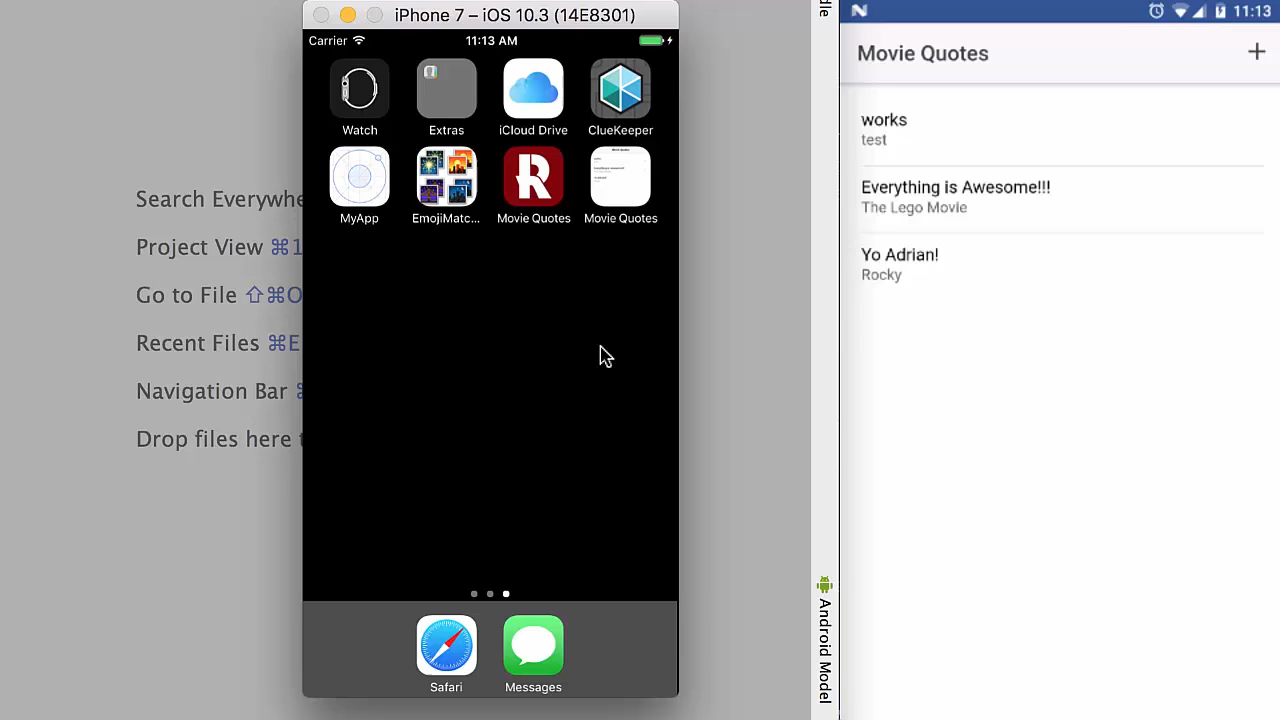 iPhone 7 – iOS 10.3 (14E8301)
Carrier
11:13 AM
Watch
Extras
iCloud Drive
ClueKeeper
MyApp
EmojiMatc...
Movie Quotes
Movie Quotes
Safari
Messages
Search Everywhe
Project View ⌘1
Go to File ⇧⌘O
Recent Files ⌘E
Navigation Bar
Drop files here t
dle
Android Model
11:13
Movie Quotes
+
works
test
Everything is Awesome!!!
The Lego Movie
Yo Adrian!
Rocky